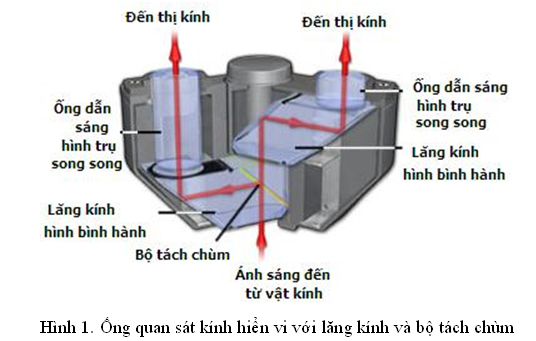 Đến thị kính
Đến thị kính
Ống dẫn sáng
hình trụ
song song
Ống dẫn
sáng
hình trụ
song song
Lăng kính
hình bình hành
Lăng kính
hình bình hành
Bộ tách chùm
Ánh sáng đến
từ vật kính
Hình 1. Ống quan sát kính hiển vi với lăng kính và bộ tách chùm